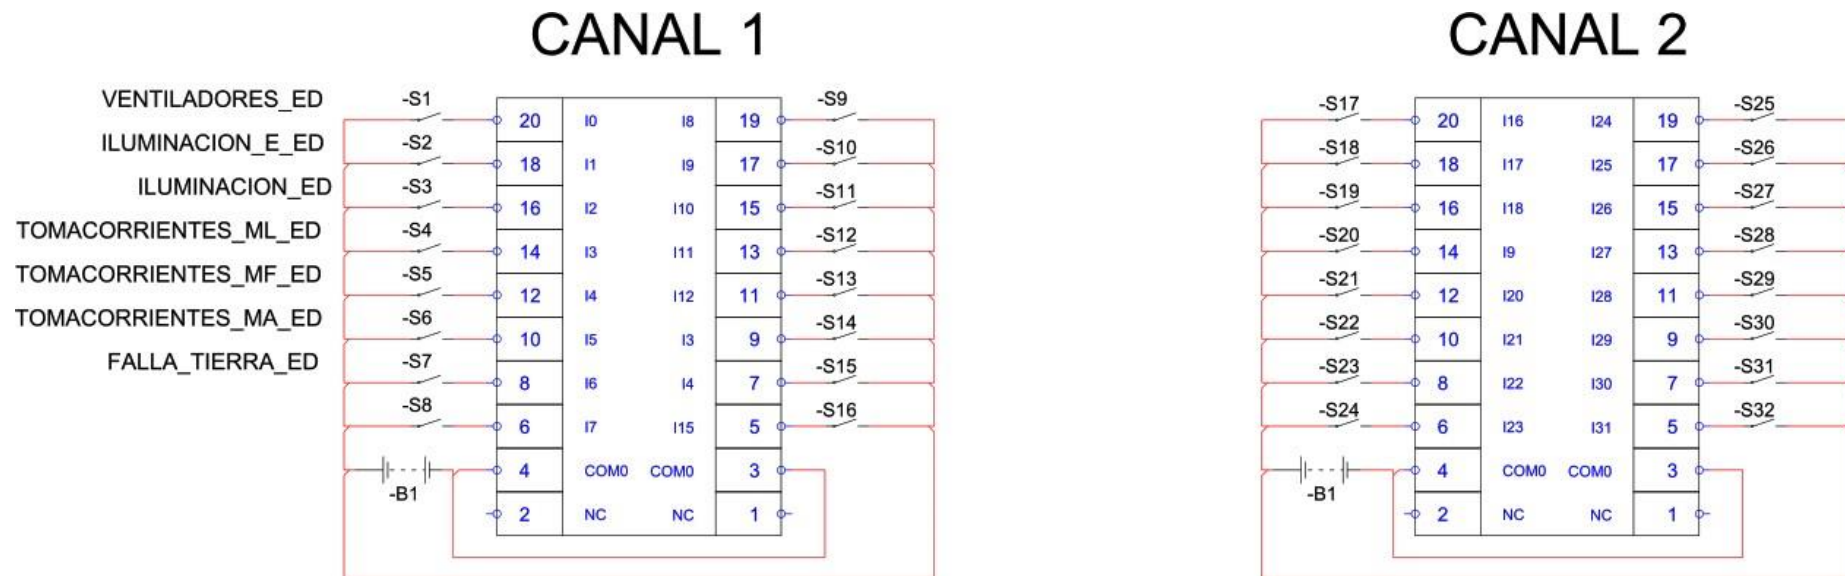 CANAL 1
CANAL 2
VENTILADORES_ED -S1 20 I0 I8 19 -S9
ILUMINACION_E_ED -S2 18 I1 I9 17 -S10
ILUMINACION_ED -S3 16 I2 I10 15 -S11
TOMACORRIENTES_ML_ED -S4 14 I3 I11 13 -S12
TOMACORRIENTES_MF_ED -S5 12 I4 I12 11 -S13
TOMACORRIENTES_MA_ED -S6 10 I5 I3 9 -S14
FALLA_TIERRA_ED -S7 8 I6 I4 7 -S15
-S8 6 I7 I15 5 -S16
-B1 4 COM0 COM0 3
2 NC NC 1
-S17 20 I16 I24 19 -S25
-S18 18 I17 I25 17 -S26
-S19 16 I18 I26 15 -S27
-S20 14 I9 I27 13 -S28
-S21 12 I20 I28 11 -S29
-S22 10 I21 I29 9 -S30
-S23 8 I22 I30 7 -S31
-S24 6 I23 I31 5 -S32
-B1 4 COM0 COM0 3
2 NC NC 1